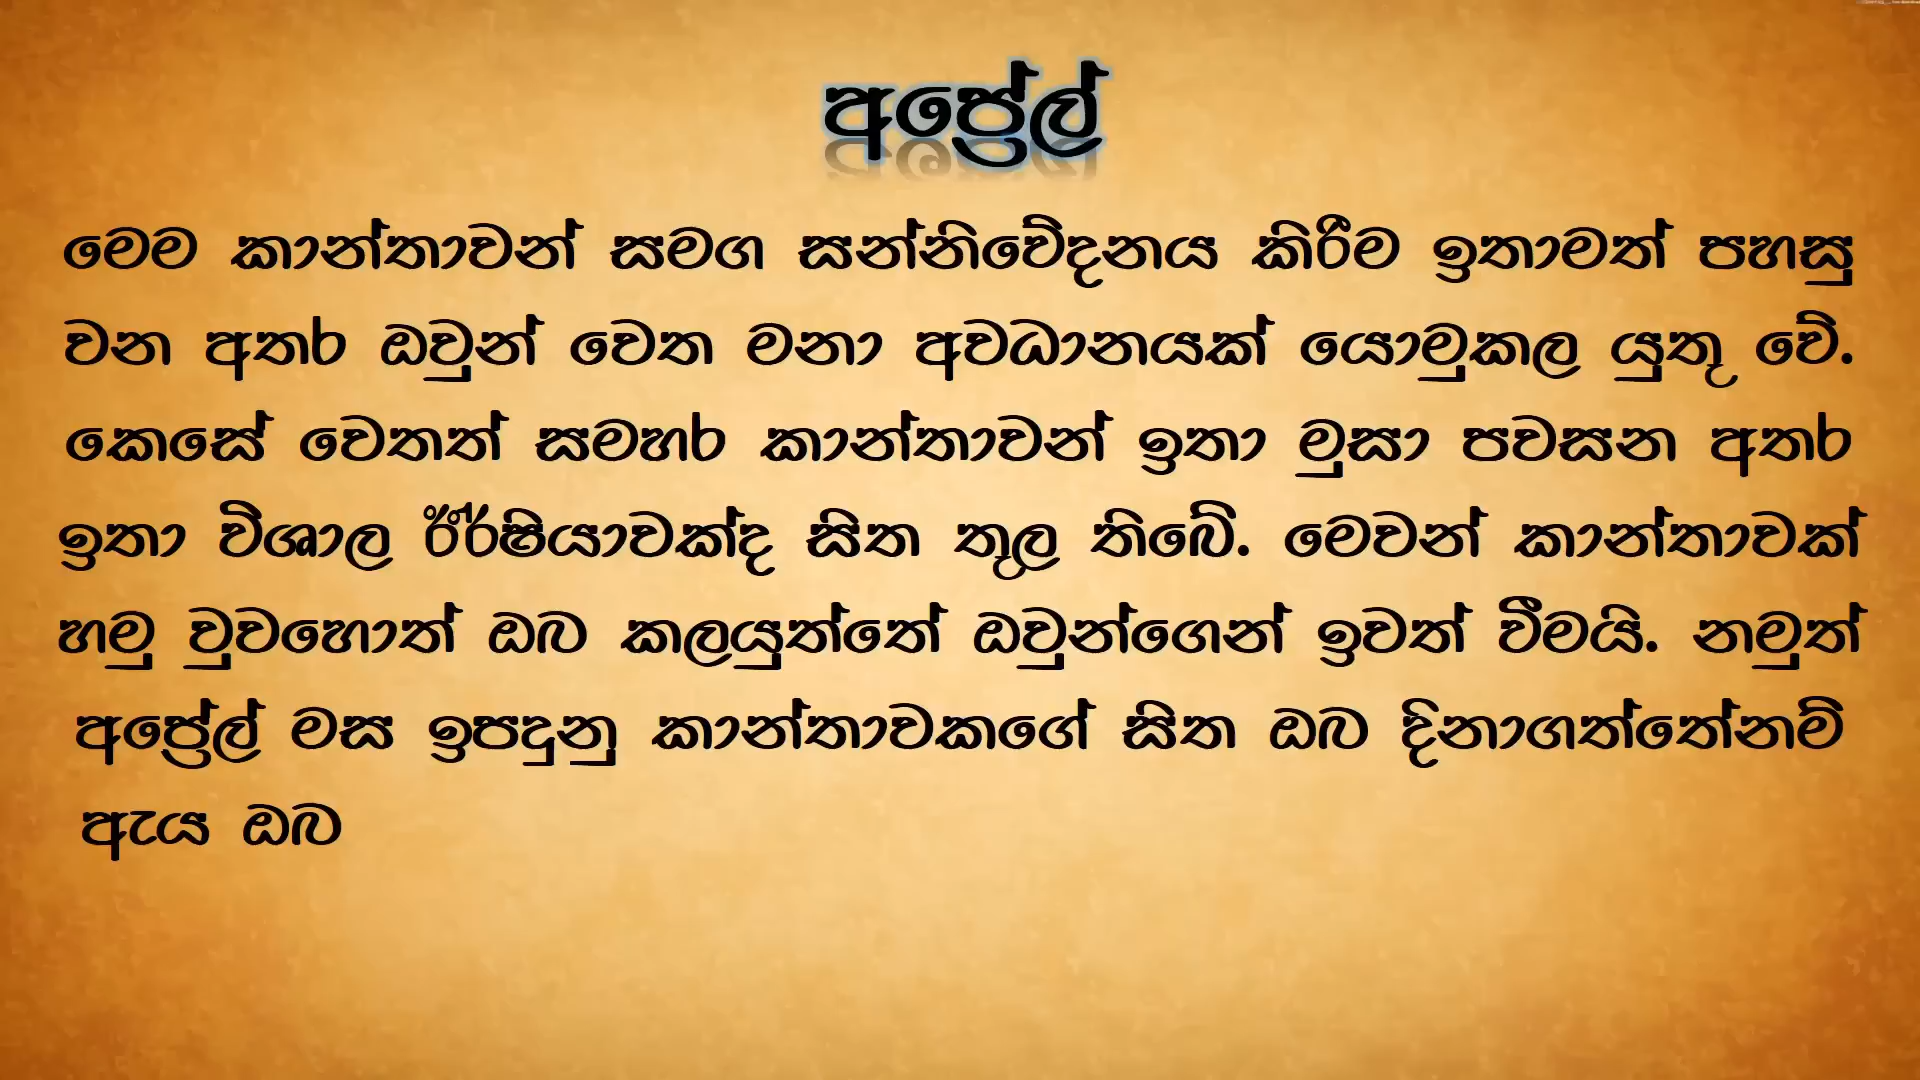 අප්‍රේල්
මෙම කාන්තාවන් සමග සන්නිවේදනය කිරීම ඉතාමත් පහසු
වන අතර ඔවුන් වෙත මනා අවධානයක් යොමුකල යුතු වේ.
කෙසේ වෙතත් සමහර කාන්තාවන් ඉතා මුසා පවසන අතර
ඉතා විශාල ඊර්ෂියාවක්ද සිත තුල තිබේ. මෙවන් කාන්තාවක්
හමු වුවහොත් ඔබ කලයුත්තේ ඔවුන්ගෙන් ඉවත් වීමයි. නමුත්
අප්‍රේල් මස ඉපදුනු කාන්තාවකගේ සිත ඔබ දිනාගත්තේනම්
ඇය ඔබ